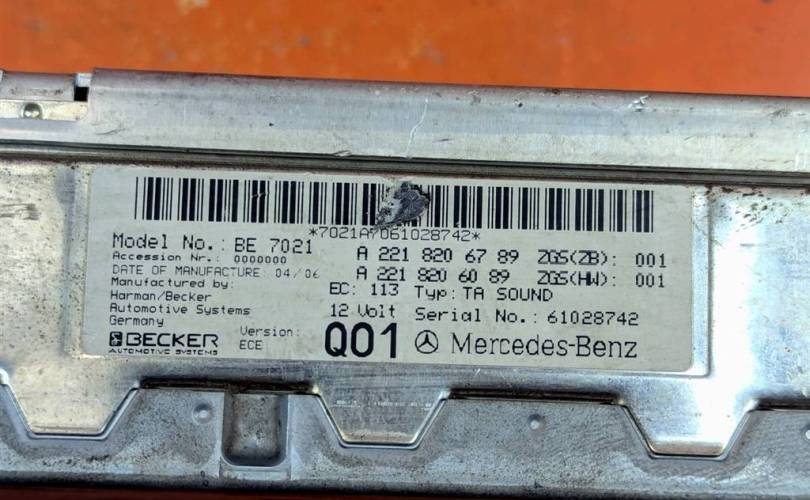 *7021A7061028742*
Model No.: BE 7021
A 221 820 67 89 ZGS(ZB): 001
Accession Nr.: 0000000
DATE OF MANUFACTURE: 04/06
A 221 820 60 89 ZGS(HW): 001
Manufactured by:
Harman/Becker
Automotive Systems
Germany
EC: 113 Typ: TA SOUND
12 Volt Serial No.: 61028742
BECKER
AUTOMOTIVE SYSTEMS
Version:
ECE
Q01
Mercedes-Benz